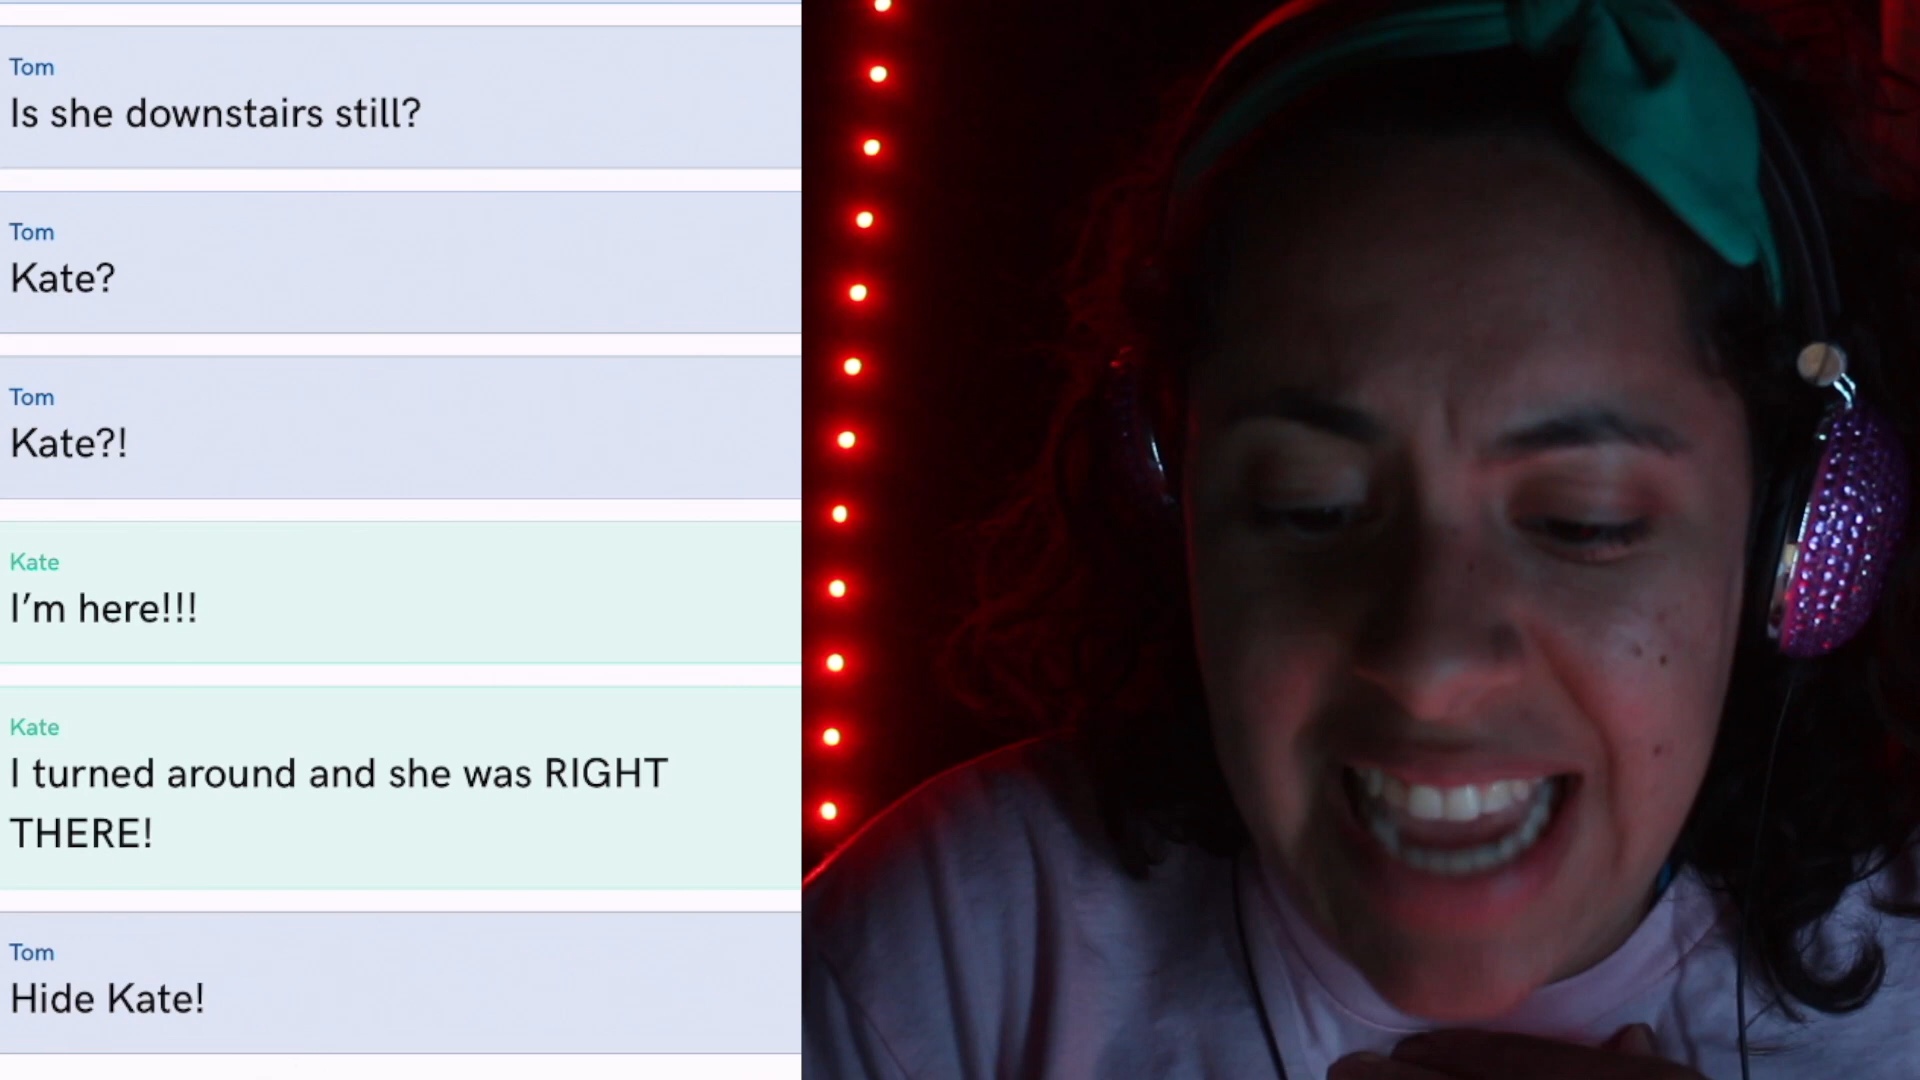 Tom
Is she downstairs still?
Tom
Kate?
Tom
Kate?!
Kate
I’m here!!!
Kate
I turned around and she was RIGHT
THERE!
Tom
Hide Kate!